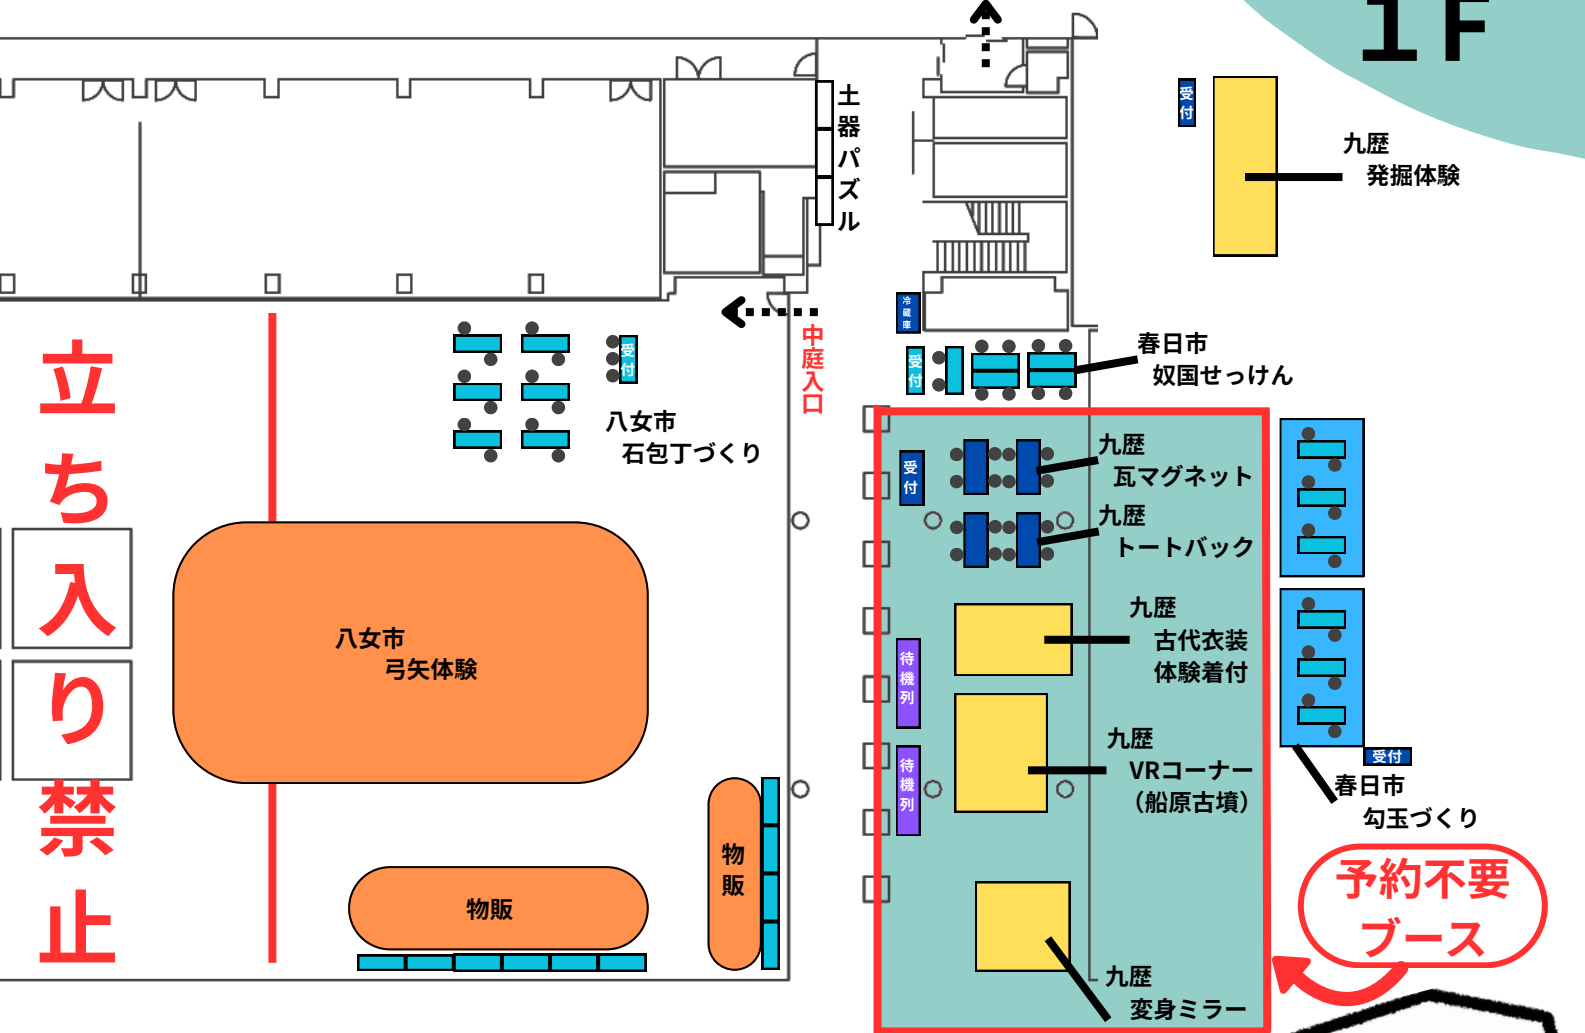 1F
土器パズル
受付
九歴
発掘体験
冷蔵庫
中庭入口
受付
春日市
奴国せっけん
受付
八女市
石包丁づくり
立ち入り禁止
九歴
瓦マグネット
受付
九歴
トートバック
九歴
古代衣装
体験着付
待機列
八女市
弓矢体験
九歴
VRコーナー
（船原古墳）
待機列
受付
春日市
勾玉づくり
物販
物販
予約不要
ブース
九歴
変身ミラー